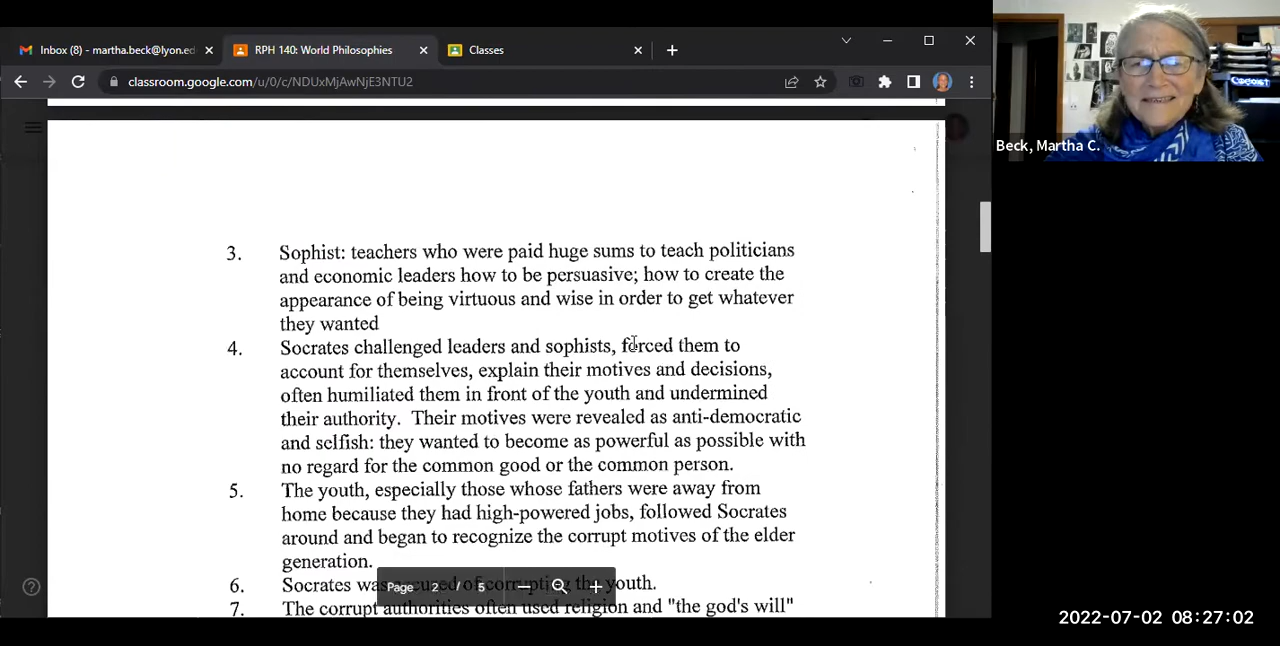 Inbox (8) - martha.beck@lyon.ed
RPH 140: World Philosophies
Classes
classroom.google.com/u/0/c/NDUxMjAwNjE3NTU2
Beck, Martha C.
3. Sophist: teachers who were paid huge sums to teach politicians
and economic leaders how to be persuasive; how to create the
appearance of being virtuous and wise in order to get whatever
they wanted
4. Socrates challenged leaders and sophists, forced them to
account for themselves, explain their motives and decisions,
often humiliated them in front of the youth and undermined
their authority. Their motives were revealed as anti-democratic
and selfish: they wanted to become as powerful as possible with
no regard for the common good or the common person.
5. The youth, especially those whose fathers were away from
home because they had high-powered jobs, followed Socrates
around and began to recognize the corrupt motives of the elder
generation.
6. Socrates was accused of corrupting the youth.
Page 2 / 5
7. The corrupt authorities often used religion and "the god's will"
2022-07-02 08:27:02